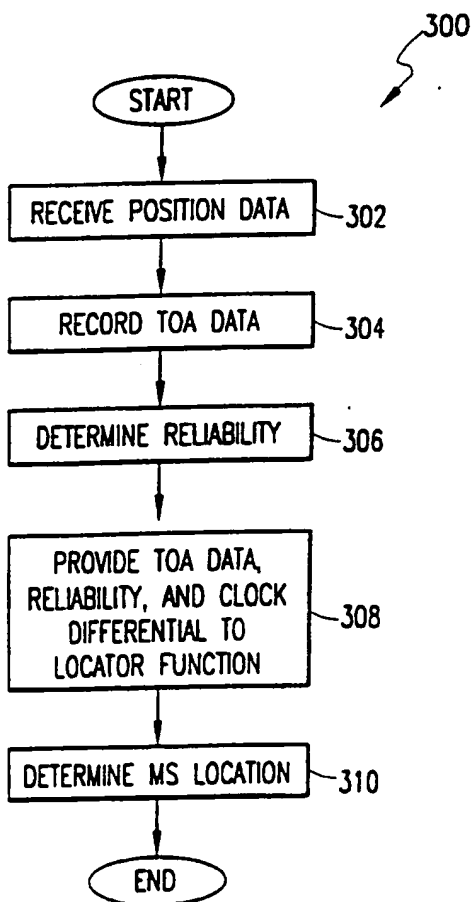 300
START
RECEIVE POSITION DATA
302
RECORD TOA DATA
304
DETERMINE RELIABILITY
306
PROVIDE TOA DATA,
RELIABILITY, AND CLOCK
DIFFERENTIAL TO
LOCATOR FUNCTION
308
DETERMINE MS LOCATION
310
END